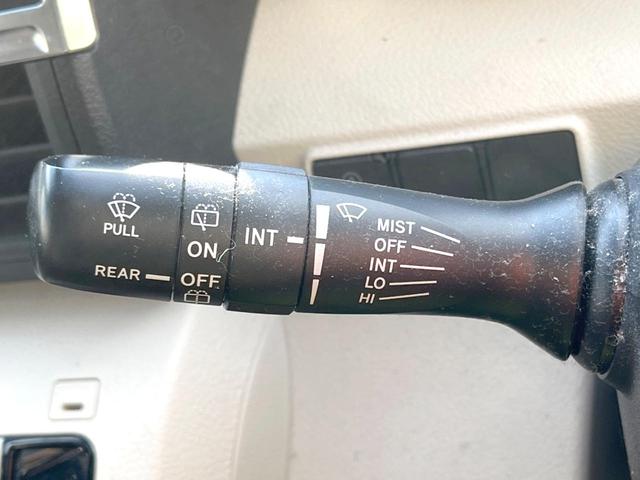 PULL
REAR
ON
OFF
INT
MIST
OFF
INT
LO
HI